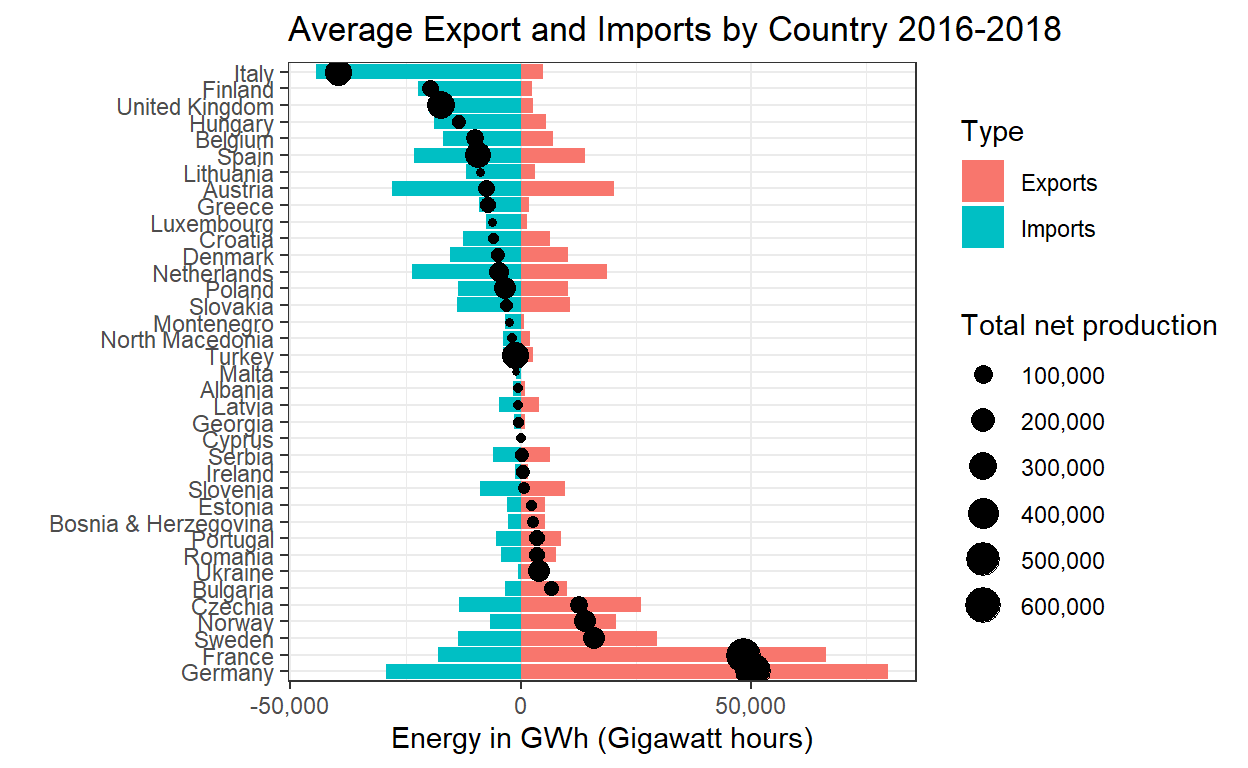 Average Export and Imports by Country 2016-2018
Italy
Finland
United Kingdom
Hungary
Belgium
Spain
Lithuania
Austria
Greece
Luxembourg
Croatia
Denmark
Netherlands
Poland
Slovakia
Montenegro
North Macedonia
Turkey
Malta
Albania
Latvia
Georgia
Cyprus
Serbia
Ireland
Slovenia
Estonia
Bosnia & Herzegovina
Portugal
Romania
Ukraine
Bulgaria
Czechia
Norway
Sweden
France
Germany
-50,000 0 50,000
Energy in GWh (Gigawatt hours)
Type
Exports
Imports
Total net production
100,000
200,000
300,000
400,000
500,000
600,000